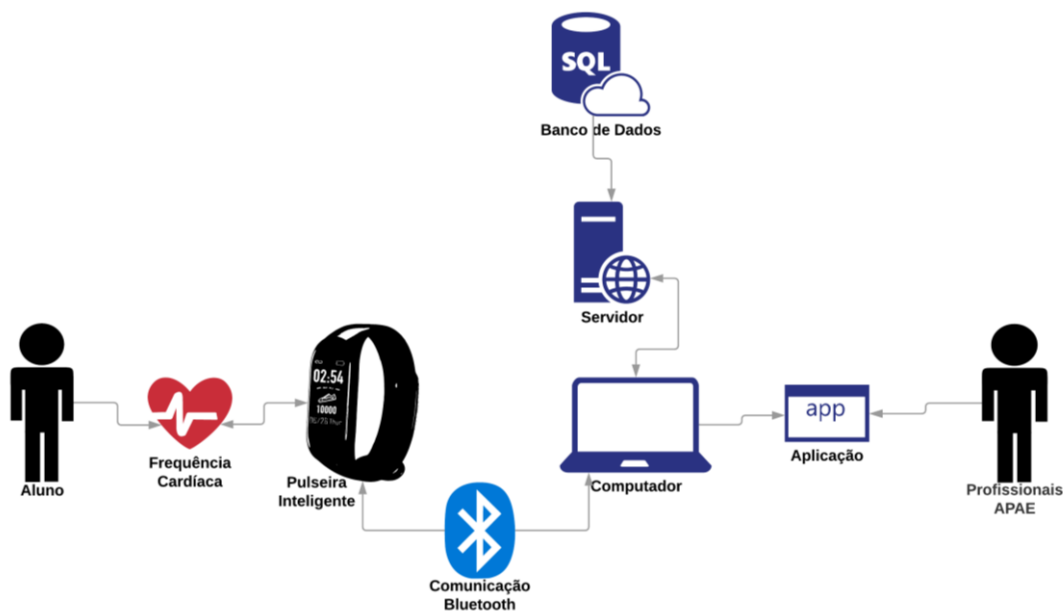 SQL
Banco de Dados
Servidor
02:54
10000
app
Frequência
Cardíaca
Aluno
Pulseira
Inteligente
Computador
Aplicação
Profissionais
APAE
Comunicação
Bluetooth